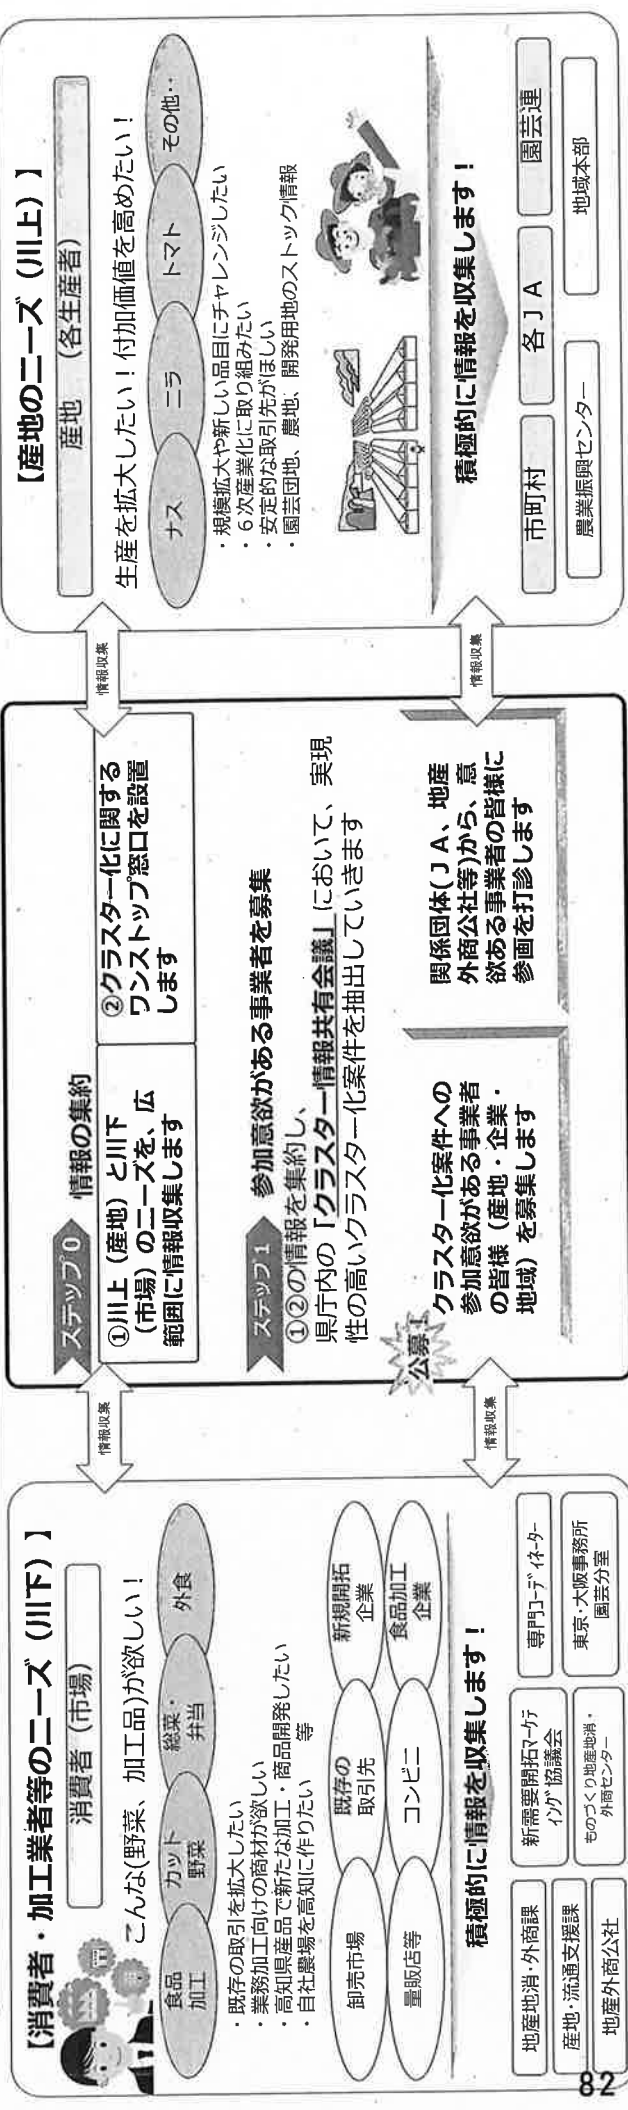 【消費者・加工業者等のニーズ（川下）】
消費者（市場）
こんな(野菜、加工品)が欲しい！
食品
加工
カット
野菜
総菜・
弁当
外食
・既存の取引を拡大したい
・業務加工向けの商材が欲しい
・高知県産品で新たな加工・商品開発したい
・自社農場を高知に作りたい　等
卸売市場
既存の
取引先
新規開拓
企業
量販店等
コンビニ
食品加工
企業
積極的に情報を収集します！
地産地消・外商課
産地・流通支援課
地産外商公社
新需要開拓マーケテ
ィング協議会
ものづくり地産地消・
外商センター
専門コーディネーター
東京・大阪事務所
園芸分室
情報収集
情報収集
ステップ０
情報の集約
①川上（産地）と川下
（市場）のニーズを、広
範囲に情報収集します
②クラスター化に関する
ワンストップ窓口を設置
します
ステップ１
参加意欲がある事業者を募集
①②の情報を集約し、
県庁内の「クラスター情報共有会議」において、実現
性の高いクラスター化案件を抽出していきます
公募！
クラスター化案件への
参加意欲がある事業者
の皆様（産地・企業・
地域）を募集します
関係団体(ＪＡ、地産
外商公社等)から、意
欲ある事業者の皆様に
参画を打診します
情報収集
情報収集
【産地のニーズ（川上）】
産地　（各生産者）
生産を拡大したい！付加価値を高めたい！
ナス
ニラ
トマト
その他‥
・規模拡大や新しい品目にチャレンジしたい
・６次産業化に取り組みたい
・安定的な取引先がほしい
・園芸団地、農地、開発用地のストック情報
積極的に情報を収集します！
市町村
各ＪＡ
園芸連
農業振興センター
地域本部
82